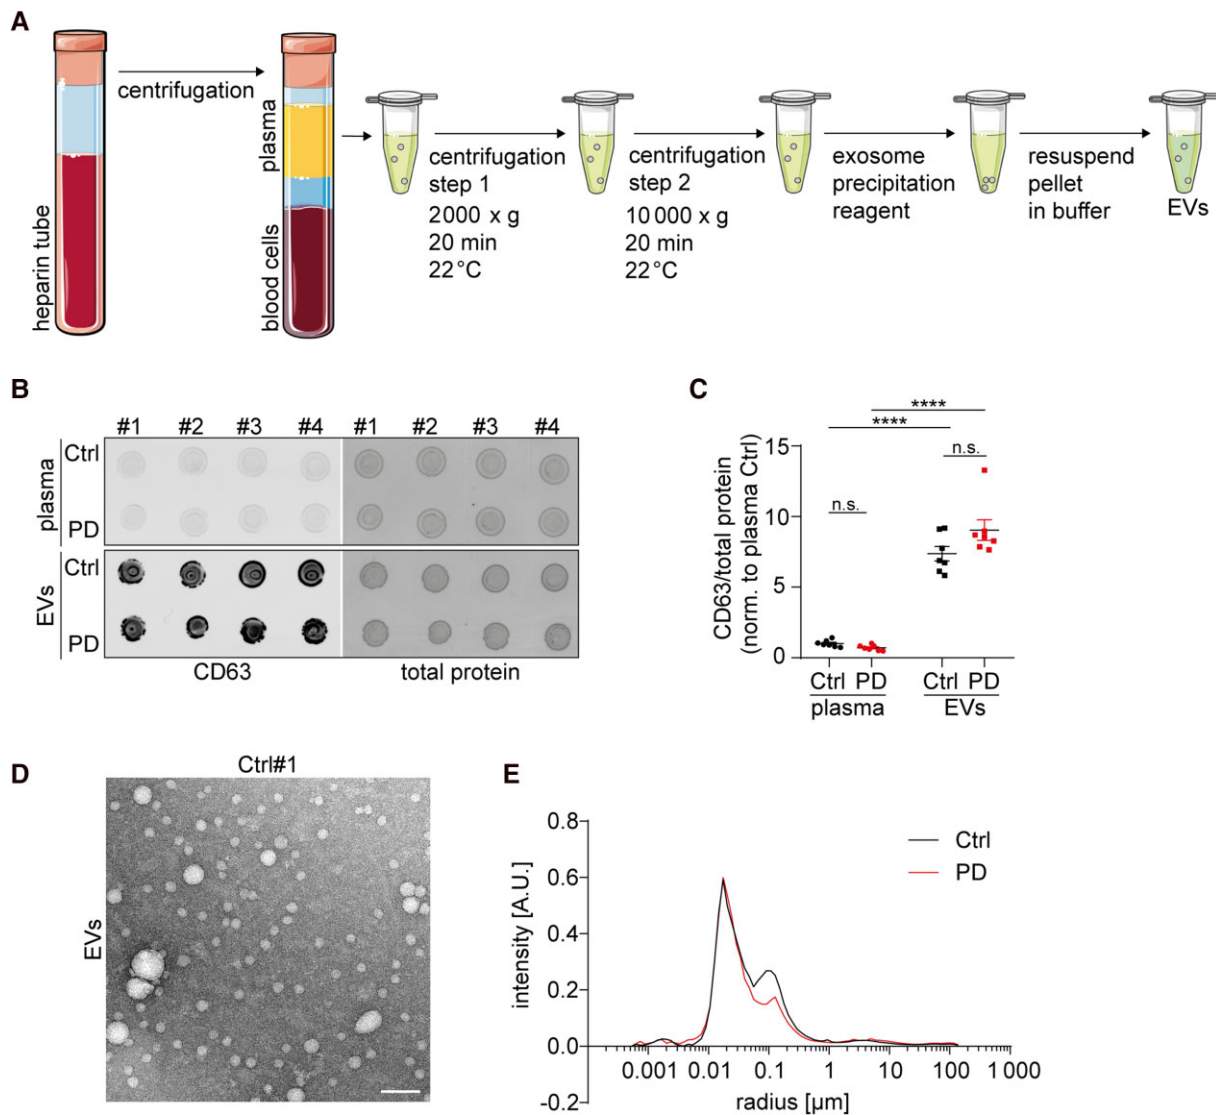 A
heparin tube
centrifugation
plasma
blood cells
centrifugation
step 1
2000 x g
20 min
22 °C
centrifugation
step 2
10 000 x g
20 min
22 °C
exosome
precipitation
reagent
resuspend
pellet
in buffer
EVs
B
#1 #2 #3 #4 #1 #2 #3 #4
plasma
Ctrl
PD
EVs
Ctrl
PD
CD63 total protein
C
****
****
n.s.
n.s.
CD63/total protein
(norm. to plasma Ctrl)
15
10
5
0
Ctrl PD Ctrl PD
plasma EVs
D
Ctrl#1
EVs
E
intensity [A.U.]
0.8
0.6
0.4
0.2
0.0
-0.2
Ctrl
PD
0.001 0.01 0.1 1 10 100 1 000
radius [µm]